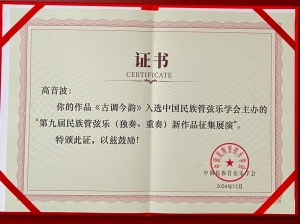 证书
高音波：
你的作品《古调今韵》入选中国民族管弦乐学会主办的
“第九届民族管弦乐（独奏、重奏）新作品征集展演”。
特颁此证，以兹鼓励！
中国民族管弦乐学会
2024年12月